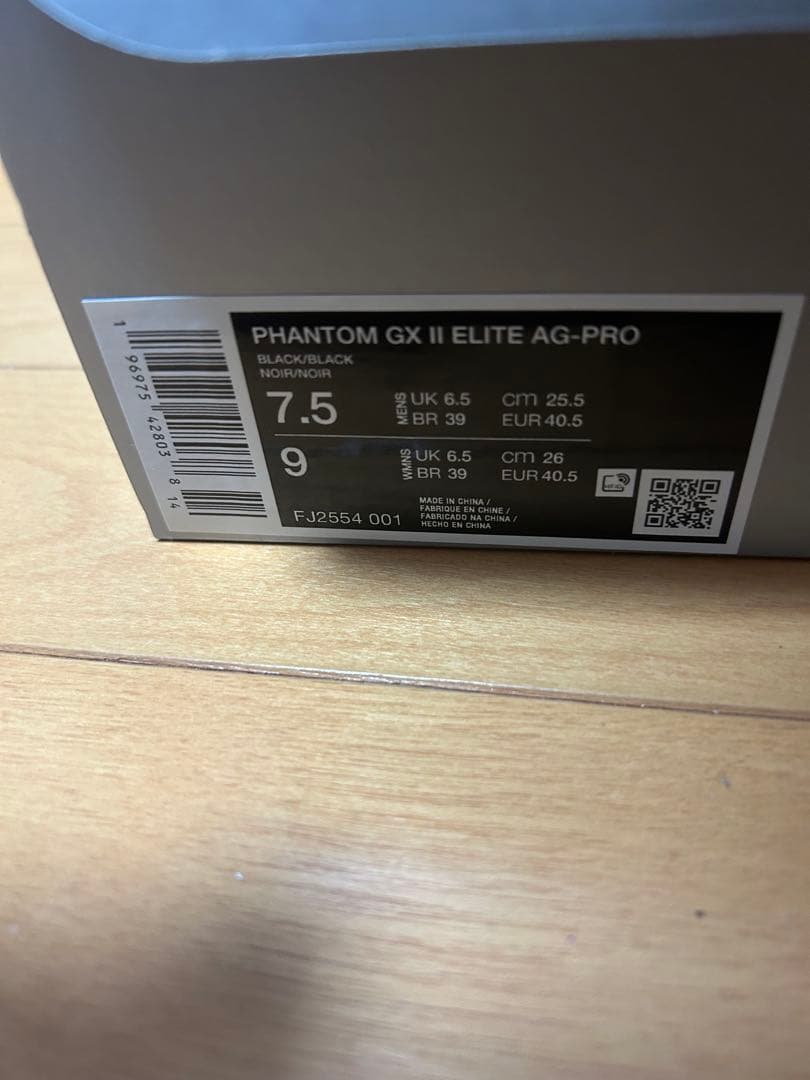 PHANTOM GX II ELITE AG-PRO
BLACK/BLACK
NOIR/NOIR
7.5 MENS UK 6.5 cm 25.5
BR 39 EUR 40.5
9 WMNS UK 6.5 cm 26
BR 39 EUR 40.5
FJ2554 001
MADE IN CHINA /
FABRIQUE EN CHINE /
FABRICADO NA CHINA /
HECHO EN CHINA
1 96975 42803 8 14